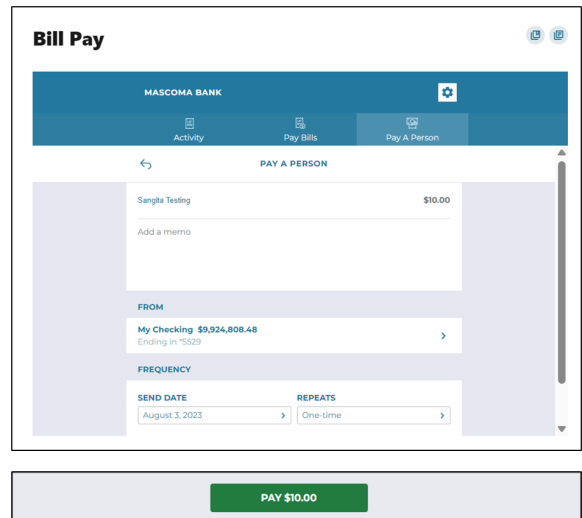 Bill Pay
MASCOMA BANK
Activity Pay Bills Pay A Person
PAY A PERSON
Sangita Testing $10.00
Add a memo
FROM
My Checking $9,924,808.48
Ending in *5529
FREQUENCY
SEND DATE REPEATS
August 3, 2023 One-time
PAY $10.00